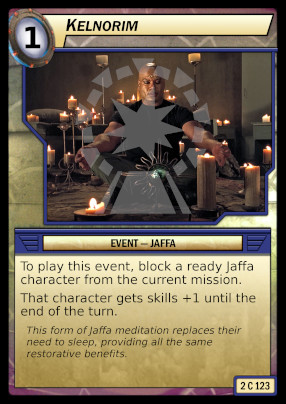 1
KELNORIM
EVENT – JAFFA
To play this event, block a ready Jaffa
character from the current mission.
That character gets skills +1 until the
end of the turn.
This form of Jaffa meditation replaces their
need to sleep, providing all the same
restorative benefits.
2 C 123